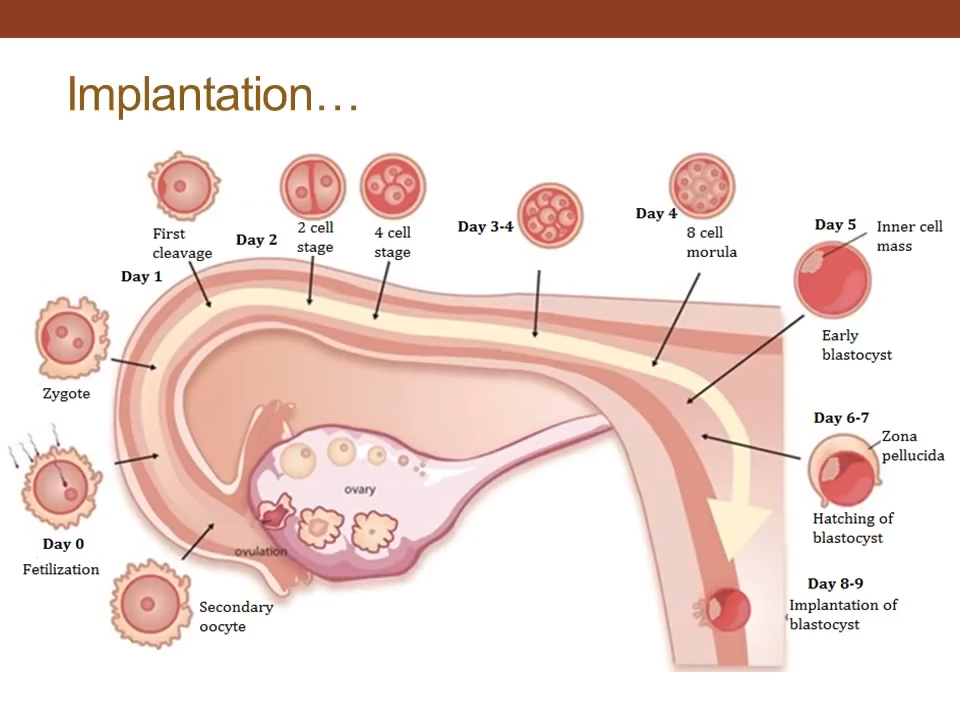 Implantation…
First
cleavage
Day 1
Day 2
2 cell
stage
4 cell
stage
Day 3-4
Day 4
8 cell
morula
Day 5
Inner cell
mass
Early
blastocyst
Zygote
Day 6-7
Zona
pellucida
Hatching of
blastocyst
ovary
ovulation
Day 0
Fetilization
Secondary
oocyte
Day 8-9
Implantation of
blastocyst